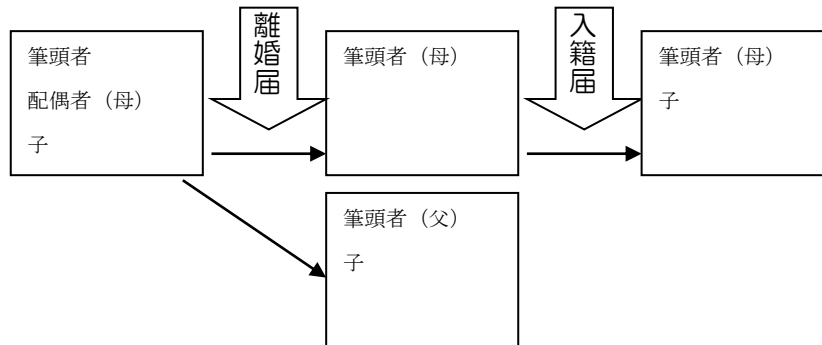 筆頭者
配偶者（母）
子
離婚届
筆頭者（母）
入籍届
筆頭者（母）
子
筆頭者（父）
子